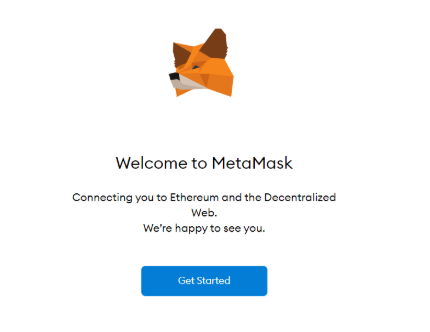 Welcome to MetaMask
Connecting you to Ethereum and the Decentralized
Web.
We're happy to see you.
Get Started